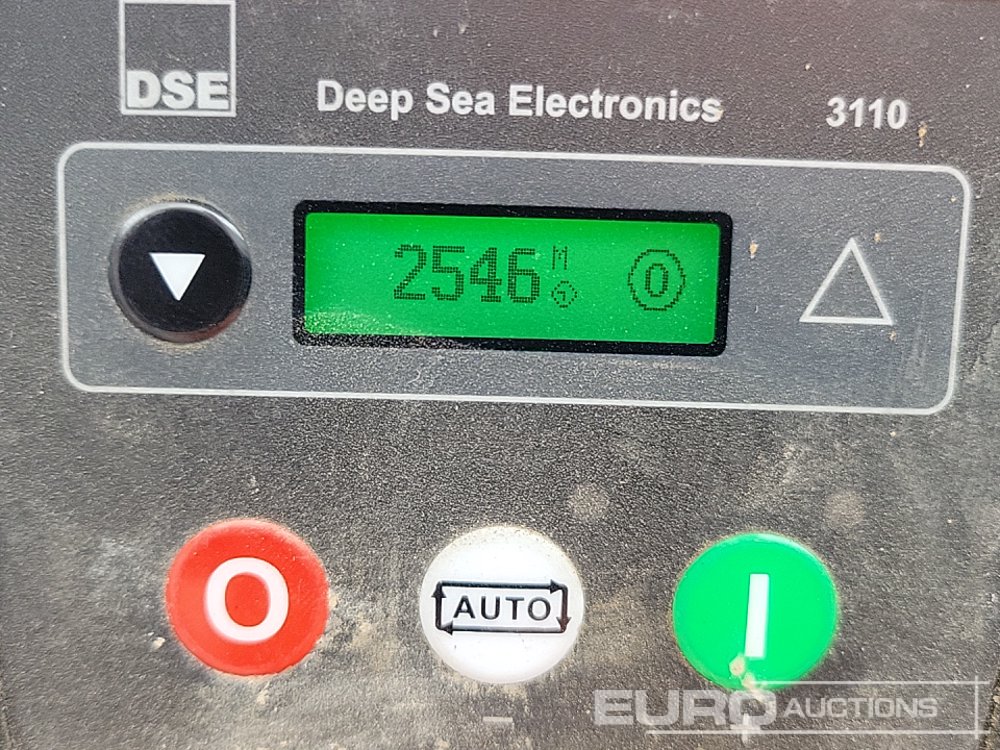 DSE
Deep Sea Electronics 3110
2546 M
0
O AUTO I
EURO AUCTIONS